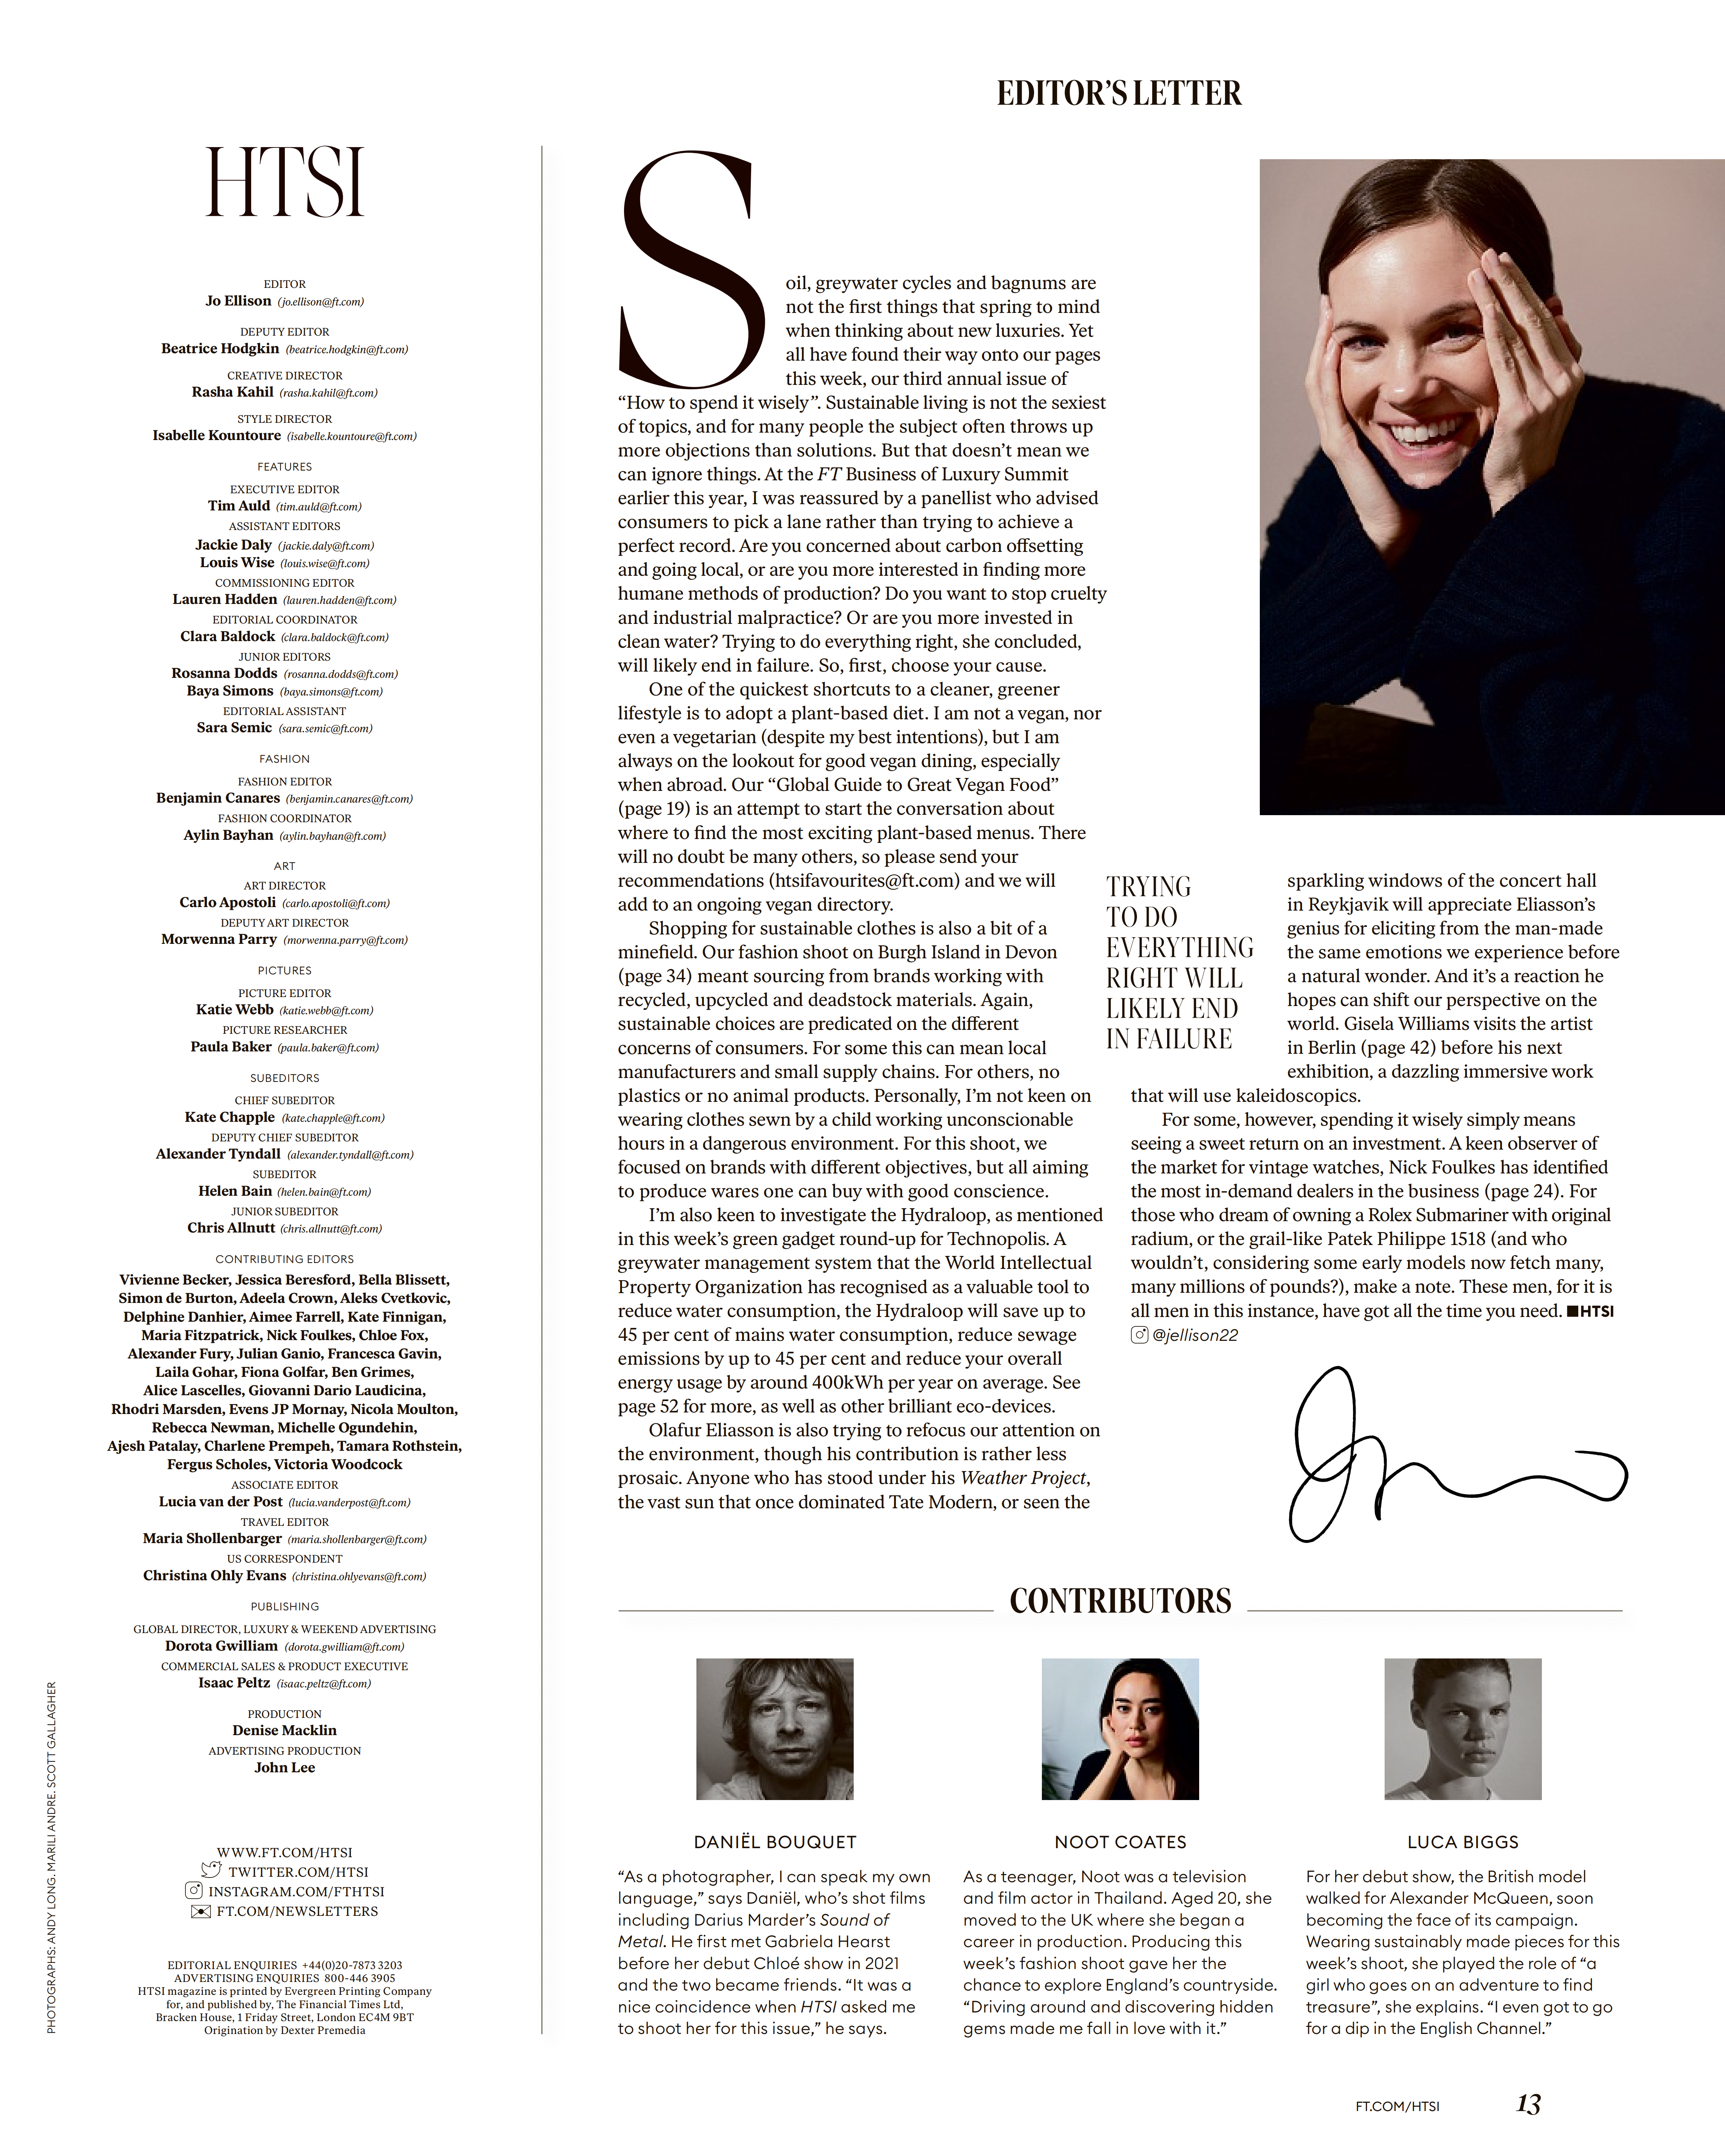 EDITOR’S LETTER
HTSI
EDITOR
Jo Ellison (jo.ellison@ft.com)
DEPUTY EDITOR
Beatrice Hodgkin (beatrice.hodgkin@ft.com)
CREATIVE DIRECTOR
Rasha Kahil (rasha.kahil@ft.com)
STYLE DIRECTOR
Isabelle Kountoure (isabelle.kountoure@ft.com)
FEATURES
EXECUTIVE EDITOR
Tim Auld (tim.auld@ft.com)
ASSISTANT EDITORS
Jackie Daly (jackie.daly@ft.com)
Louis Wise (louis.wise@ft.com)
COMMISSIONING EDITOR
Lauren Hadden (lauren.hadden@ft.com)
EDITORIAL COORDINATOR
Clara Baldock (clara.baldock@ft.com)
JUNIOR EDITORS
Rosanna Dodds (rosanna.dodds@ft.com)
Baya Simons (baya.simons@ft.com)
EDITORIAL ASSISTANT
Sara Semic (sara.semic@ft.com)
FASHION
FASHION EDITOR
Benjamin Canares (benjamin.canares@ft.com)
FASHION COORDINATOR
Aylin Bayhan (aylin.bayhan@ft.com)
ART
ART DIRECTOR
Carlo Apostoli (carlo.apostoli@ft.com)
DEPUTY ART DIRECTOR
Morwenna Parry (morwenna.parry@ft.com)
PICTURES
PICTURE EDITOR
Katie Webb (katie.webb@ft.com)
PICTURE RESEARCHER
Paula Baker (paula.baker@ft.com)
SUBEDITORS
CHIEF SUBEDITOR
Kate Chapple (kate.chapple@ft.com)
DEPUTY CHIEF SUBEDITOR
Alexander Tyndall (alexander.tyndall@ft.com)
SUBEDITOR
Helen Bain (helen.bain@ft.com)
JUNIOR SUBEDITOR
Chris Allnutt (chris.allnutt@ft.com)
CONTRIBUTING EDITORS
Vivienne Becker, Jessica Beresford, Bella Blissett,
Simon de Burton, Adeela Crown, Aleks Cvetkovic,
Delphine Danhier, Aimee Farrell, Kate Finnigan,
Maria Fitzpatrick, Nick Foulkes, Chloe Fox,
Alexander Fury, Julian Ganio, Francesca Gavin,
Laila Gohar, Fiona Golfar, Ben Grimes,
Alice Lascelles, Giovanni Dario Laudicina,
Rhodri Marsden, Evens JP Mornay, Nicola Moulton,
Rebecca Newman, Michelle Ogundehin,
Ajesh Patalay, Charlene Prempeh, Tamara Rothstein,
Fergus Scholes, Victoria Woodcock
ASSOCIATE EDITOR
Lucia van der Post (lucia.vanderpost@ft.com)
TRAVEL EDITOR
Maria Shollenbarger (maria.shollenbarger@ft.com)
US CORRESPONDENT
Christina Ohly Evans (christina.ohlyevans@ft.com)
PUBLISHING
GLOBAL DIRECTOR, LUXURY & WEEKEND ADVERTISING
Dorota Gwilliam (dorota.gwilliam@ft.com)
COMMERCIAL SALES & PRODUCT EXECUTIVE
Isaac Peltz (isaac.peltz@ft.com)
PRODUCTION
Denise Macklin
ADVERTISING PRODUCTION
John Lee
WWW.FT.COM/HTSI
TWITTER.COM/HTSI
INSTAGRAM.COM/FTHTSI
FT.COM/NEWSLETTERS
EDITORIAL ENQUIRIES +44(0)20-7873 3203
ADVERTISING ENQUIRIES 800-446 3905
HTSI magazine is printed by Evergreen Printing Company
for, and published by, The Financial Times Ltd,
Bracken House, 1 Friday Street, London EC4M 9BT
Origination by Dexter Premedia
PHOTOGRAPHS: ANDY LONG. MARILI ANDRE. SCOTT GALLAGHER
Soil, greywater cycles and bagnums are
not the first things that spring to mind
when thinking about new luxuries. Yet
all have found their way onto our pages
this week, our third annual issue of
“How to spend it wisely”. Sustainable living is not the sexiest
of topics, and for many people the subject often throws up
more objections than solutions. But that doesn’t mean we
can ignore things. At the FT Business of Luxury Summit
earlier this year, I was reassured by a panellist who advised
consumers to pick a lane rather than trying to achieve a
perfect record. Are you concerned about carbon offsetting
and going local, or are you more interested in finding more
humane methods of production? Do you want to stop cruelty
and industrial malpractice? Or are you more invested in
clean water? Trying to do everything right, she concluded,
will likely end in failure. So, first, choose your cause.
One of the quickest shortcuts to a cleaner, greener
lifestyle is to adopt a plant-based diet. I am not a vegan, nor
even a vegetarian (despite my best intentions), but I am
always on the lookout for good vegan dining, especially
when abroad. Our “Global Guide to Great Vegan Food”
(page 19) is an attempt to start the conversation about
where to find the most exciting plant-based menus. There
will no doubt be many others, so please send your
recommendations (htsifavourites@ft.com) and we will
add to an ongoing vegan directory.
Shopping for sustainable clothes is also a bit of a
minefield. Our fashion shoot on Burgh Island in Devon
(page 34) meant sourcing from brands working with
recycled, upcycled and deadstock materials. Again,
sustainable choices are predicated on the different
concerns of consumers. For some this can mean local
manufacturers and small supply chains. For others, no
plastics or no animal products. Personally, I’m not keen on
wearing clothes sewn by a child working unconscionable
hours in a dangerous environment. For this shoot, we
focused on brands with different objectives, but all aiming
to produce wares one can buy with good conscience.
I’m also keen to investigate the Hydraloop, as mentioned
in this week’s green gadget round-up for Technopolis. A
greywater management system that the World Intellectual
Property Organization has recognised as a valuable tool to
reduce water consumption, the Hydraloop will save up to
45 per cent of mains water consumption, reduce sewage
emissions by up to 45 per cent and reduce your overall
energy usage by around 400kWh per year on average. See
page 52 for more, as well as other brilliant eco-devices.
Olafur Eliasson is also trying to refocus our attention on
the environment, though his contribution is rather less
prosaic. Anyone who has stood under his Weather Project,
the vast sun that once dominated Tate Modern, or seen the
TRYING
TO DO
EVERYTHING
RIGHT WILL
LIKELY END
IN FAILURE
sparkling windows of the concert hall
in Reykjavik will appreciate Eliasson’s
genius for eliciting from the man-made
the same emotions we experience before
a natural wonder. And it’s a reaction he
hopes can shift our perspective on the
world. Gisela Williams visits the artist
in Berlin (page 42) before his next
exhibition, a dazzling immersive work
that will use kaleidoscopics.
For some, however, spending it wisely simply means
seeing a sweet return on an investment. A keen observer of
the market for vintage watches, Nick Foulkes has identified
the most in-demand dealers in the business (page 24). For
those who dream of owning a Rolex Submariner with original
radium, or the grail-like Patek Philippe 1518 (and who
wouldn’t, considering some early models now fetch many,
many millions of pounds?), make a note. These men, for it is
all men in this instance, have got all the time you need. ■HTSI
@jellison22
CONTRIBUTORS
DANIËL BOUQUET
“As a photographer, I can speak my own
language,” says Daniël, who’s shot films
including Darius Marder’s Sound of
Metal. He first met Gabriela Hearst
before her debut Chloé show in 2021
and the two became friends. “It was a
nice coincidence when HTSI asked me
to shoot her for this issue,” he says.
NOOT COATES
As a teenager, Noot was a television
and film actor in Thailand. Aged 20, she
moved to the UK where she began a
career in production. Producing this
week’s fashion shoot gave her the
chance to explore England’s countryside.
“Driving around and discovering hidden
gems made me fall in love with it.”
LUCA BIGGS
For her debut show, the British model
walked for Alexander McQueen, soon
becoming the face of its campaign.
Wearing sustainably made pieces for this
week’s shoot, she played the role of “a
girl who goes on an adventure to find
treasure”, she explains. “I even got to go
for a dip in the English Channel.”
FT.COM/HTSI
13